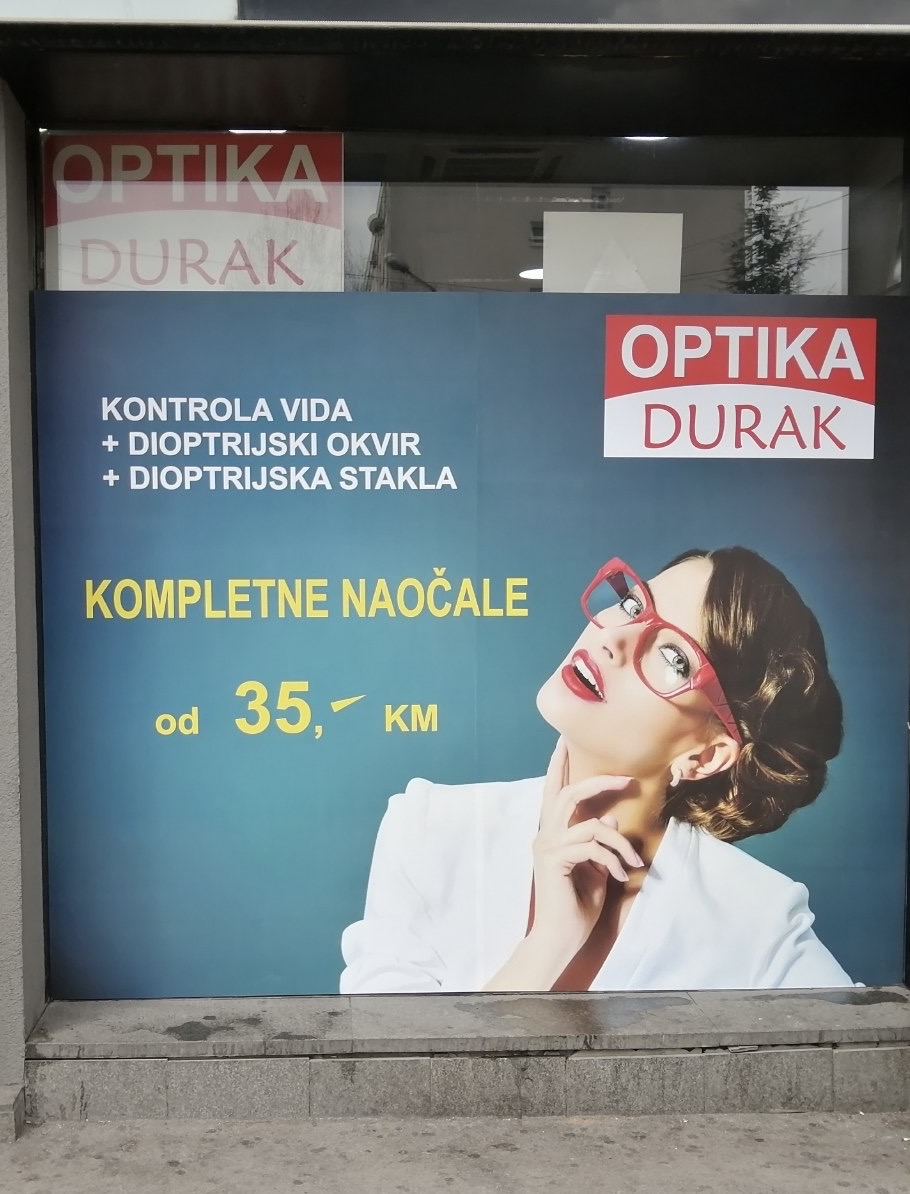 OPTIKA
DURAK
OPTIKA
DURAK
KONTROLA VIDA
+ DIOPTRIJSKI OKVIR
+ DIOPTRIJSKA STAKLA
KOMPLETNE NAOČALE
od 35,- KM